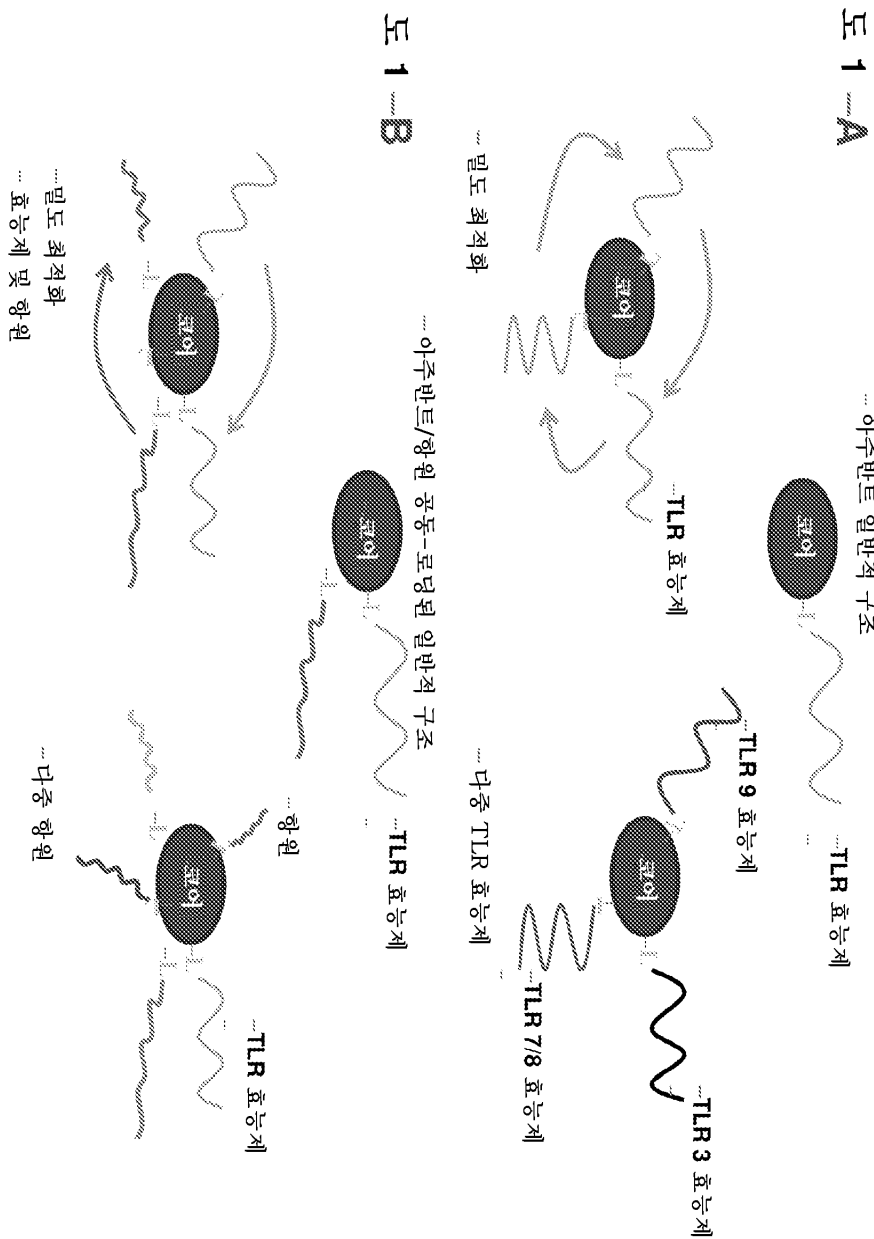 도 1 –A
-- 아주반트 일반적 구조
코어
--TLR 효능제
코어
--TLR 효능제
-- 밀도 최적화
--TLR 9 효능제
코어
--TLR 3 효능제
--TLR 7/8 효능제
-- 다중 TLR 효능제
도 1 –B
--아주반트/항원 공동-로딩된 일반적 구조
코어
--TLR 효능제
--항원
코어
--밀도 최적화
-- 효능제 및 항원
코어
--TLR 효능제
--다중 항원